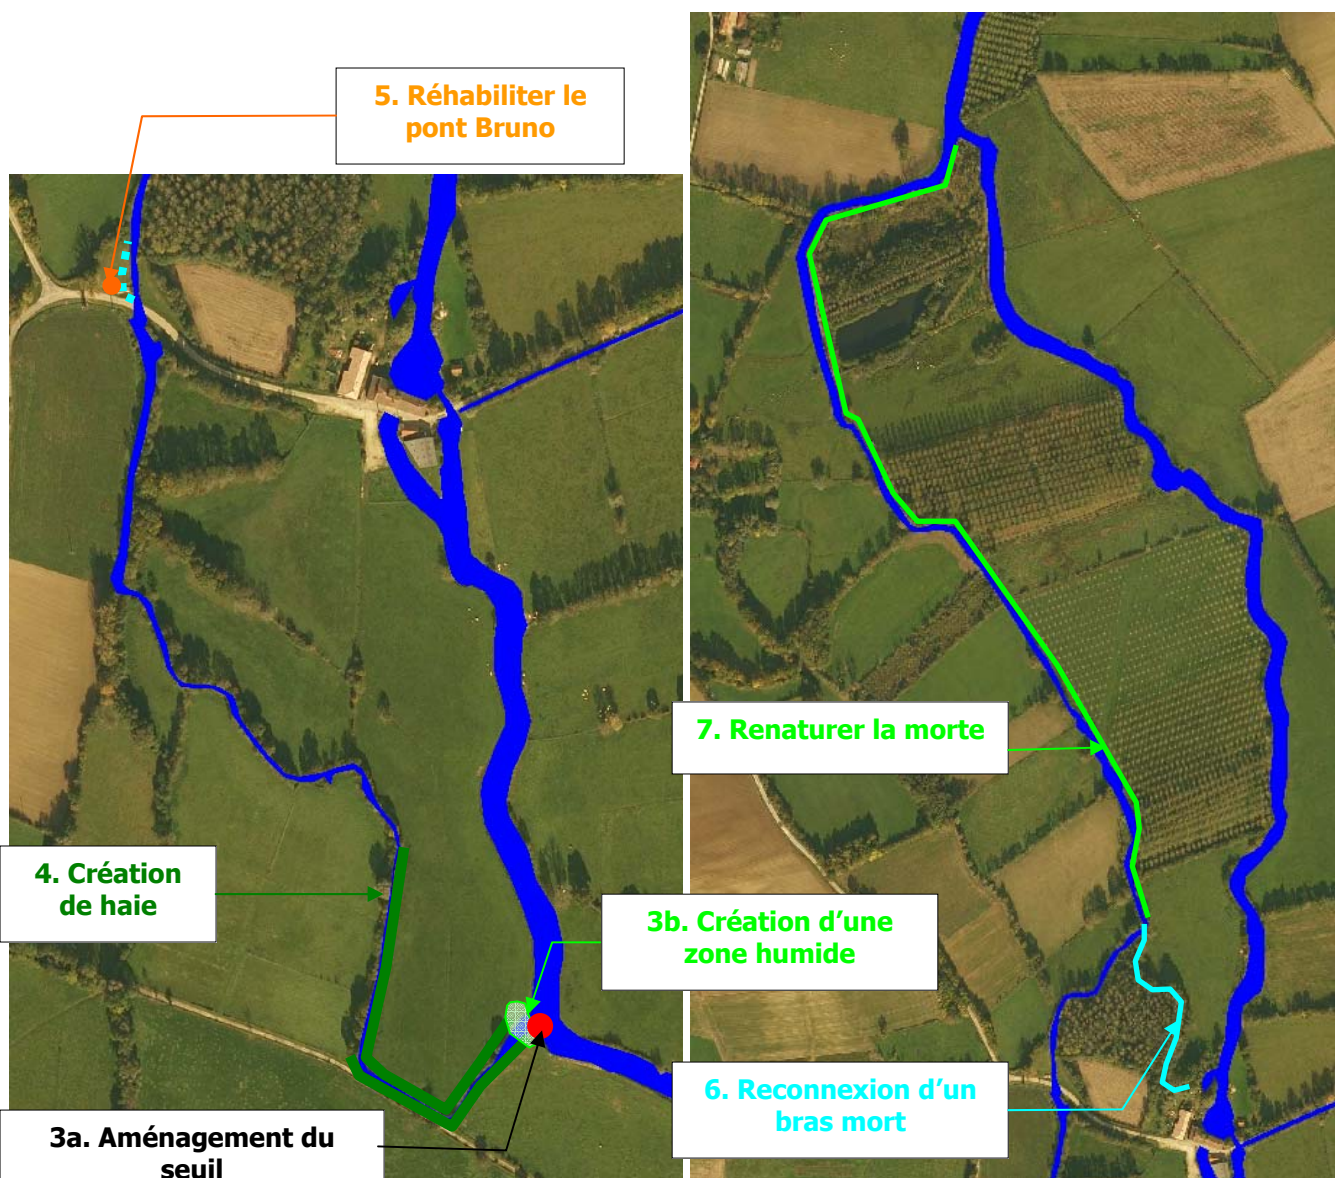 5. Réhabiliter le
pont Bruno
7. Renaturer la morte
4. Création
de haie
3b. Création d'une
zone humide
6. Reconnexion d'un
bras mort
3a. Aménagement du
seuil